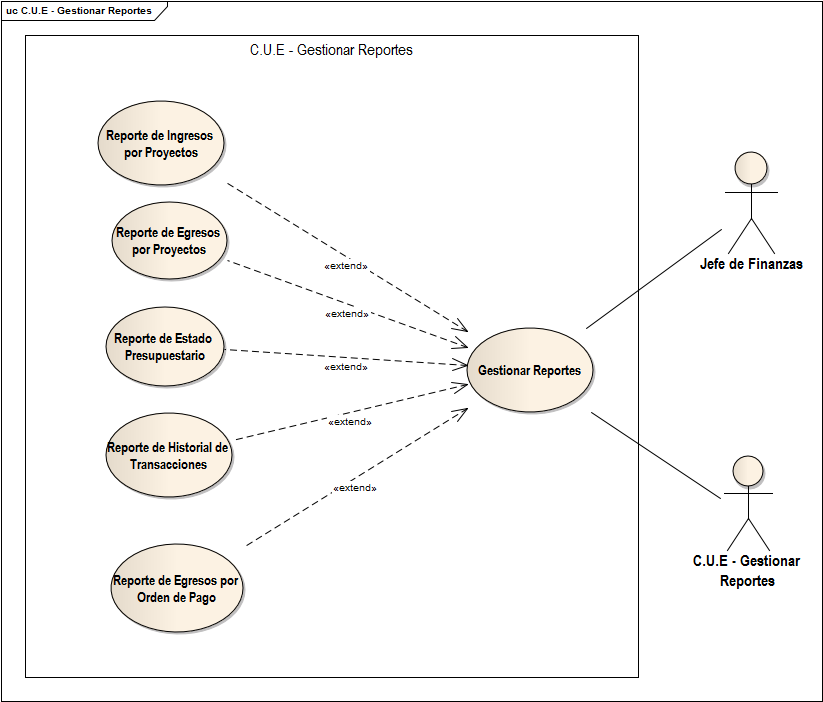 uc C.U.E - Gestionar Reportes
C.U.E - Gestionar Reportes
Reporte de Ingresos
por Proyectos
Reporte de Egresos
por Proyectos
Reporte de Estado
Presupuestario
Reporte de Historial de
Transacciones
Reporte de Egresos por
Orden de Pago
«extend»
«extend»
«extend»
«extend»
«extend»
Gestionar Reportes
Jefe de Finanzas
C.U.E - Gestionar
Reportes